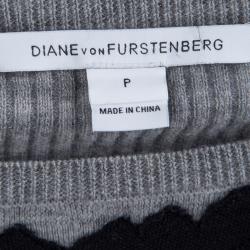 DIANE VON FURSTENBERG
P
MADE IN CHINA